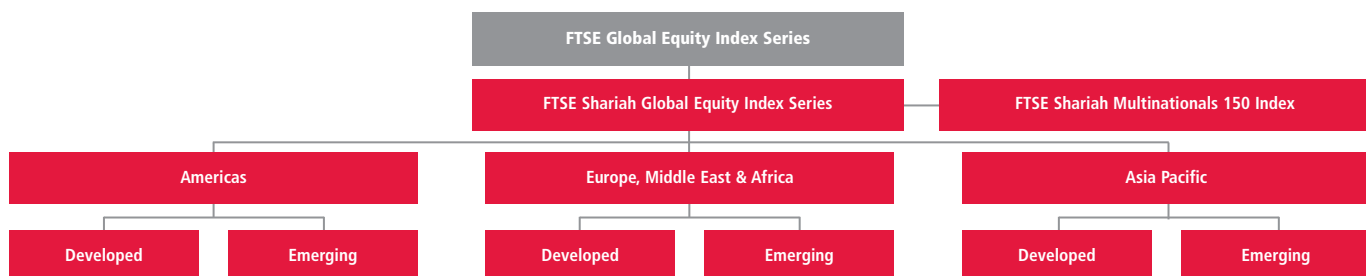 FTSE Global Equity Index Series
FTSE Shariah Global Equity Index Series
FTSE Shariah Multinationals 150 Index
Americas
Europe, Middle East & Africa
Asia Pacific
Developed
Emerging
Developed
Emerging
Developed
Emerging